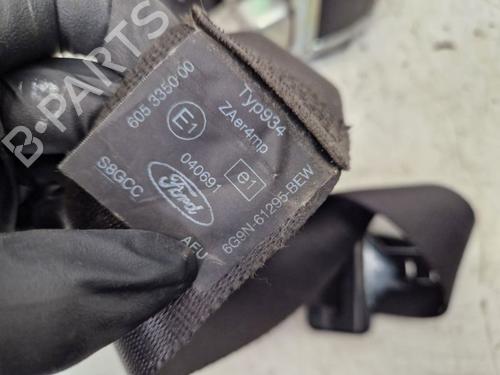 605 3350-00
Typ934
ZAer4mp
E1
040691
e1
S8GCC
Ford
6G9N-61295-BEW
AFU
B-PARTS